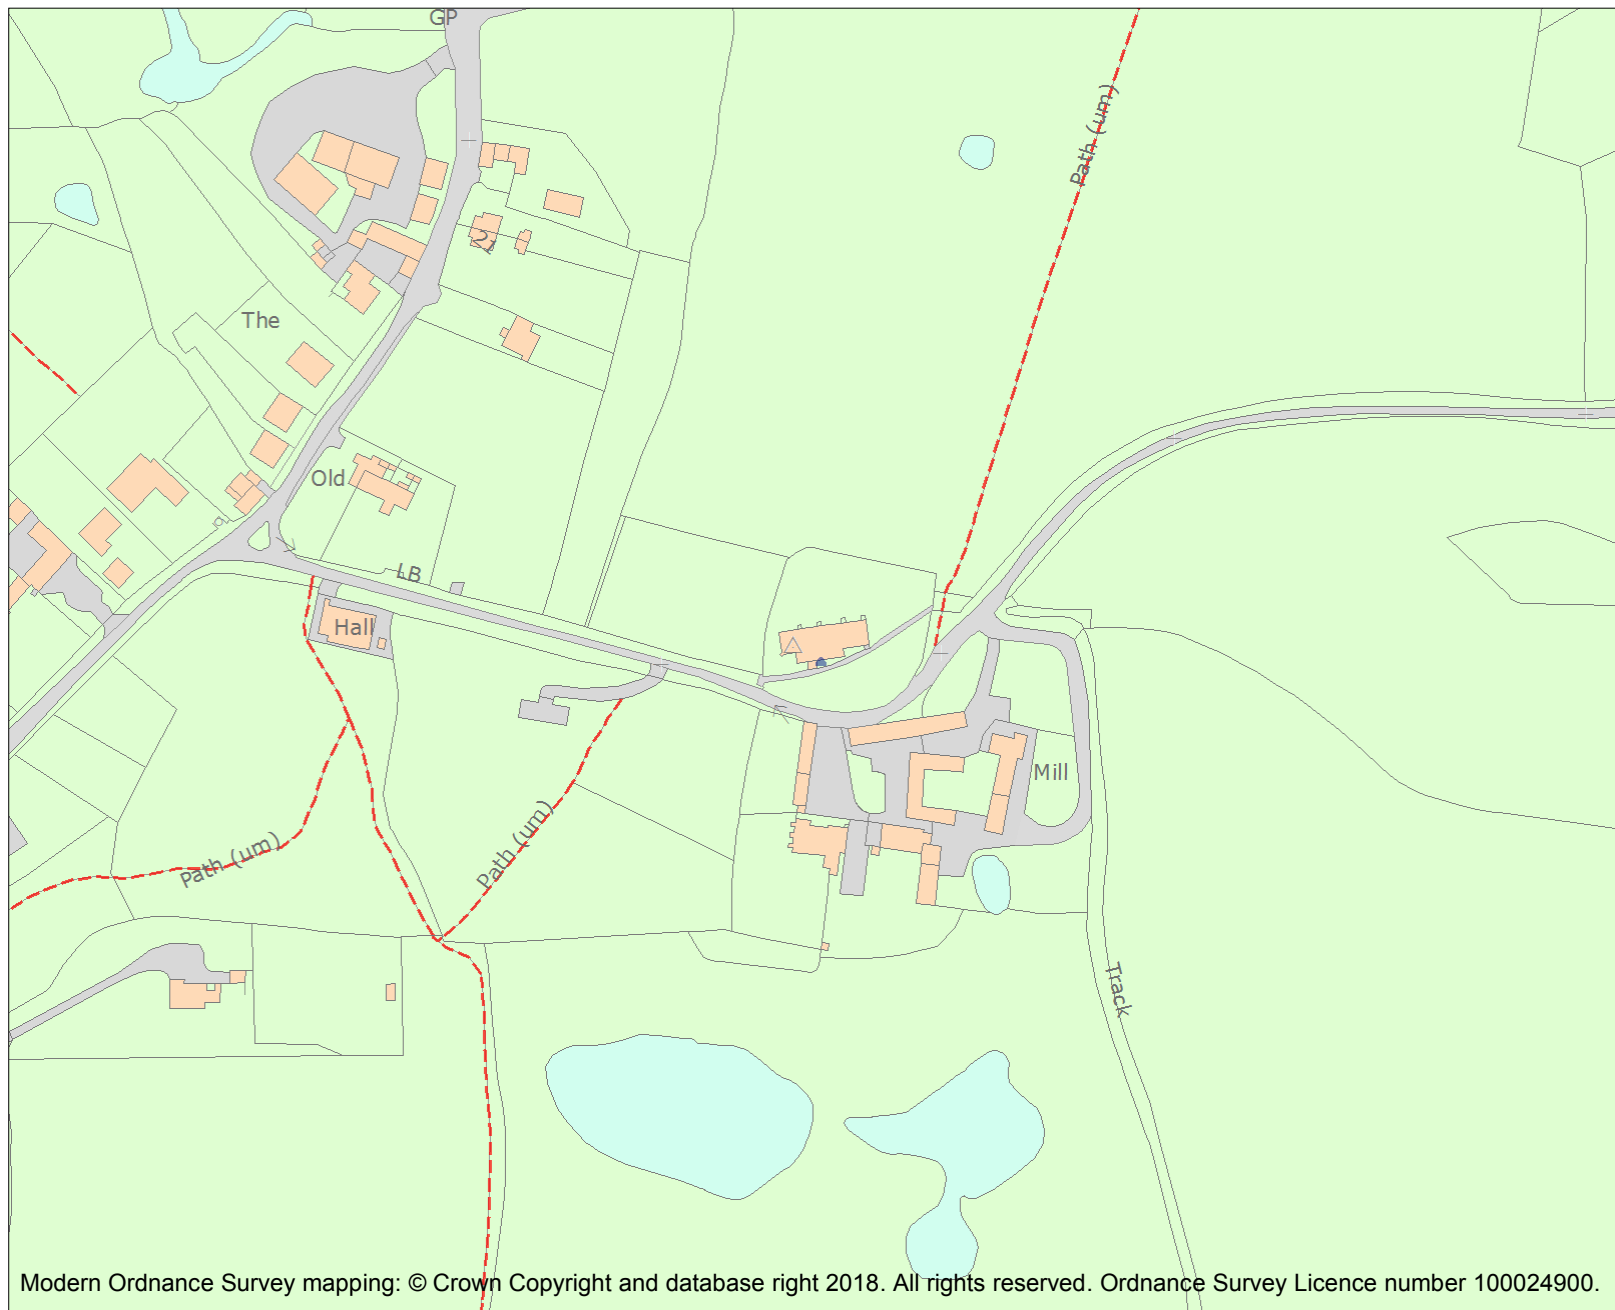 GP
Path (um)
21
The
Old
9
LB
Hall
Mill
Path (um)
Path (um)
Track
Modern Ordnance Survey mapping: © Crown Copyright and database right 2018. All rights reserved. Ordnance Survey Licence number 100024900.